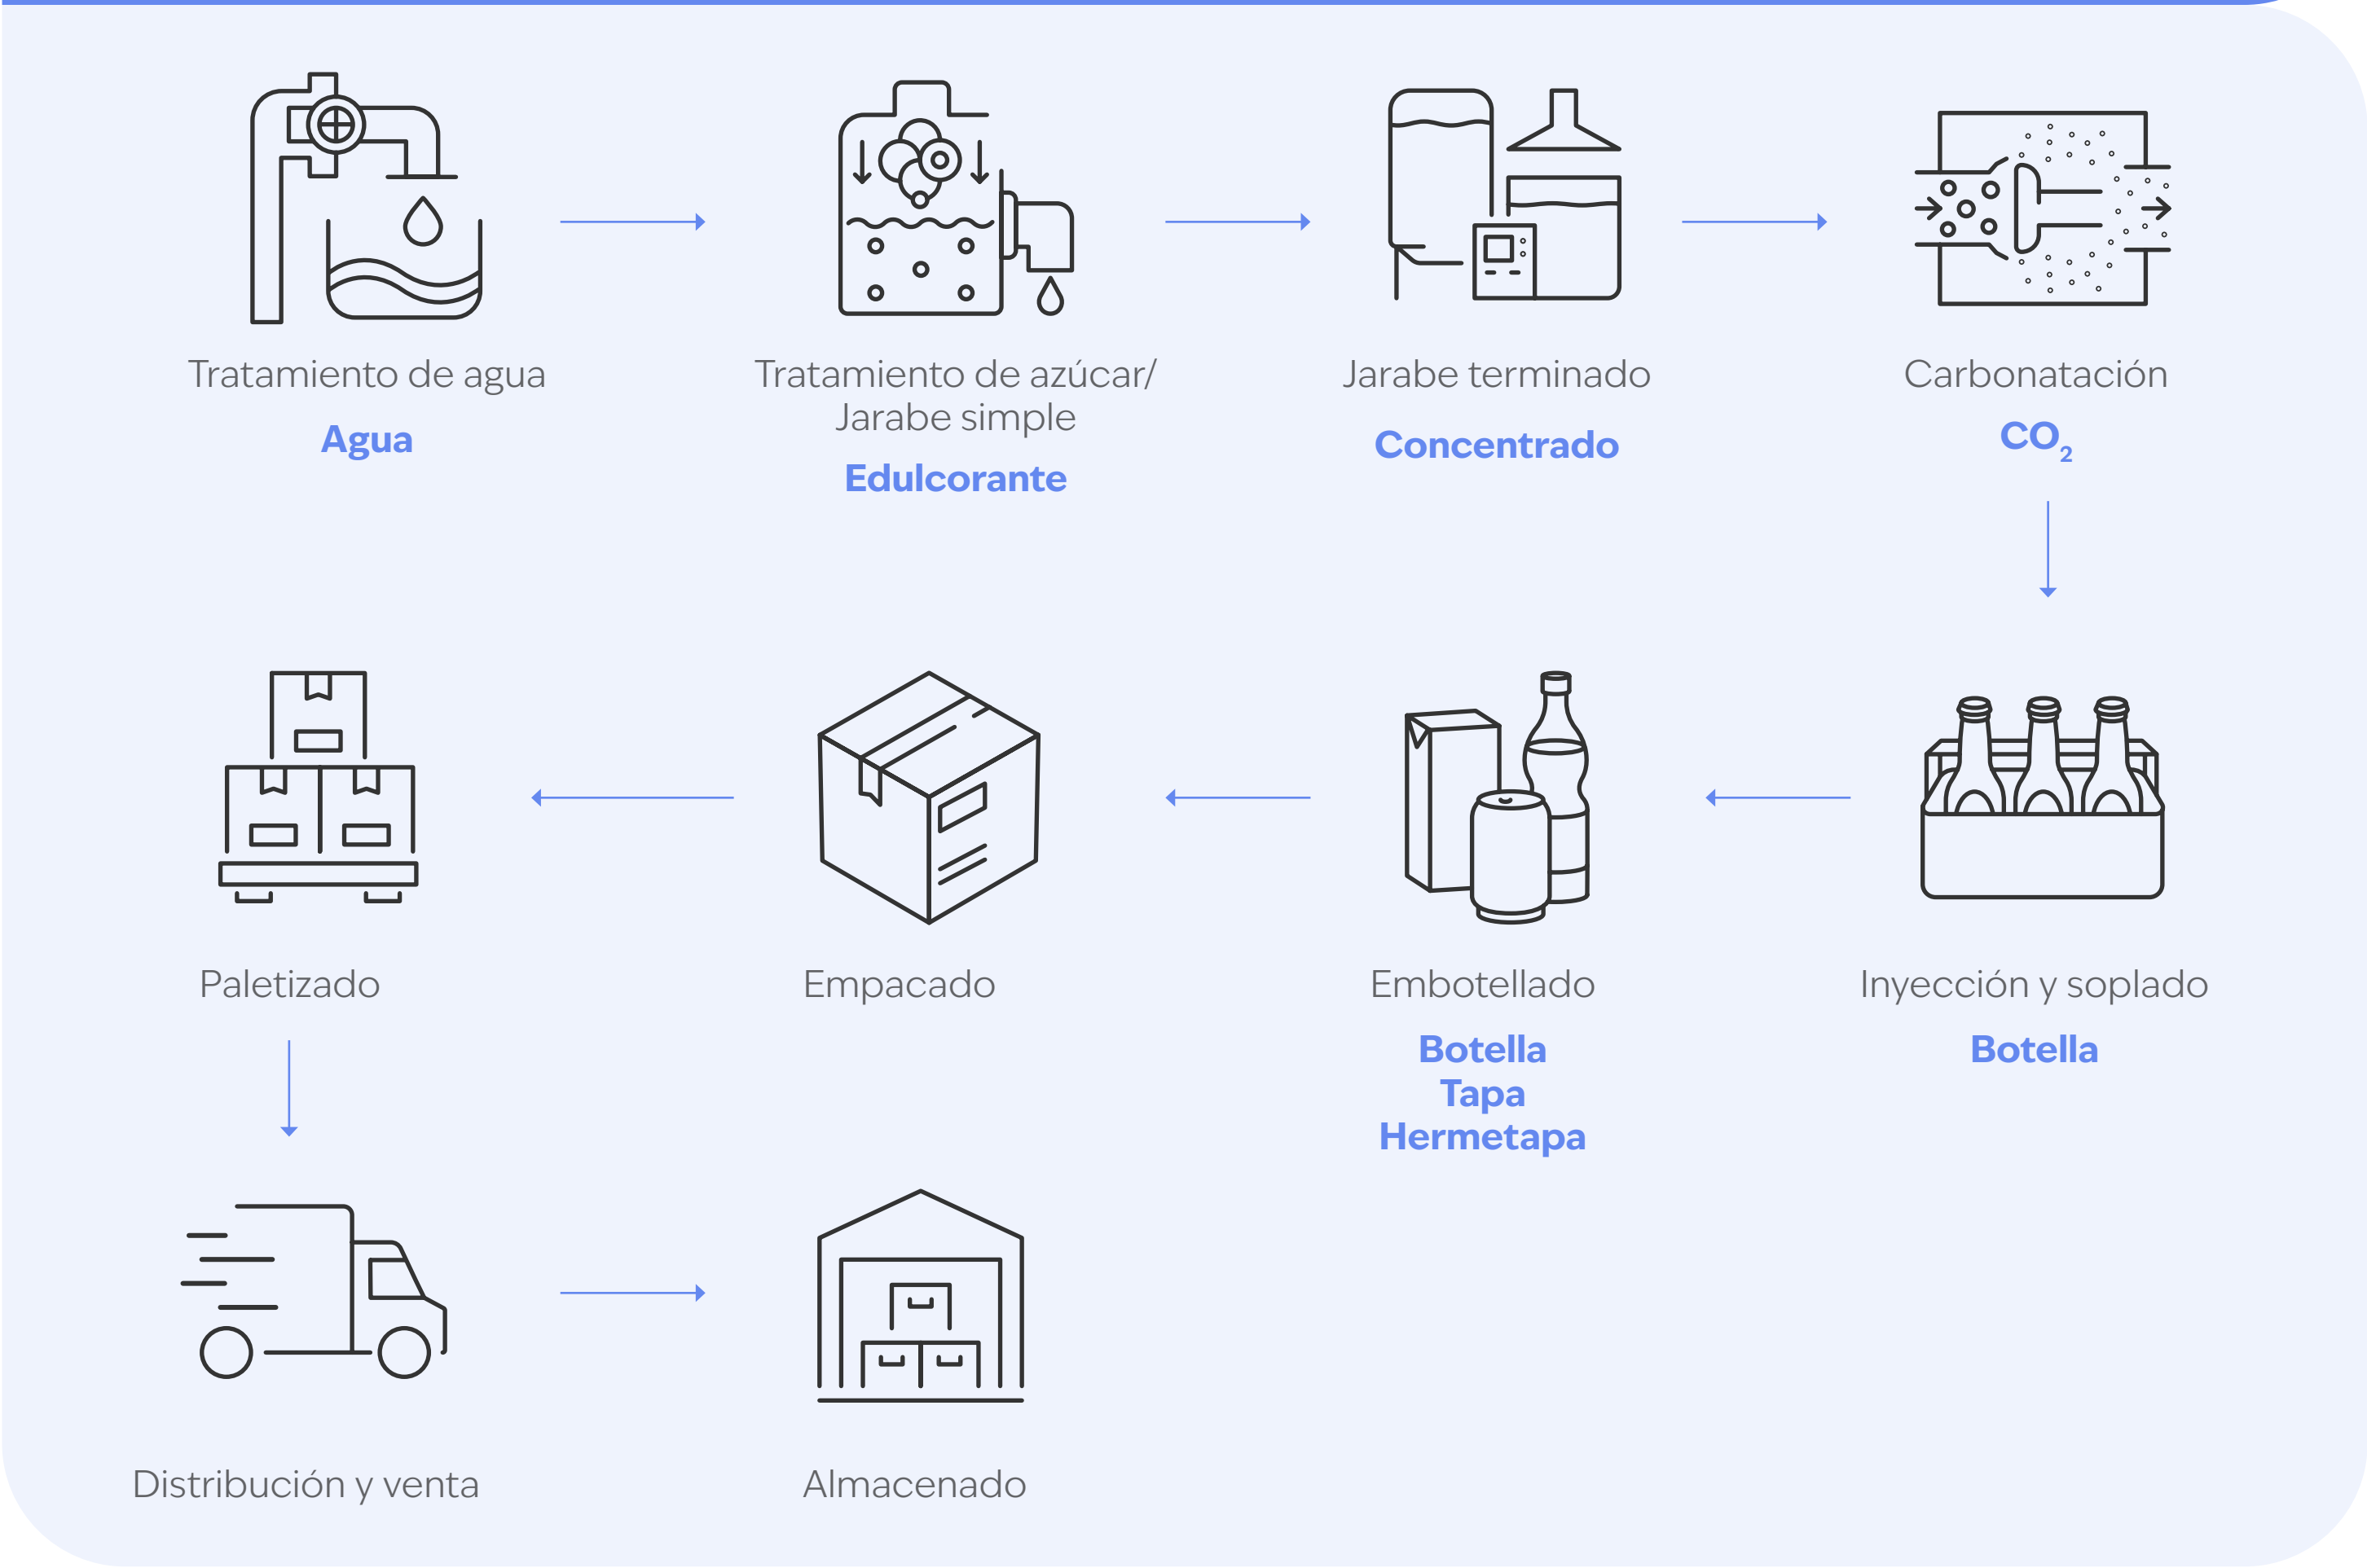 Tratamiento de agua
Agua
Tratamiento de azúcar/
Jarabe simple
Edulcorante
Jarabe terminado
Concentrado
Carbonatación
CO₂
Inyección y soplado
Botella
Embotellado
Botella
Tapa
Hermetapa
Empacado
Paletizado
Distribución y venta
Almacenado